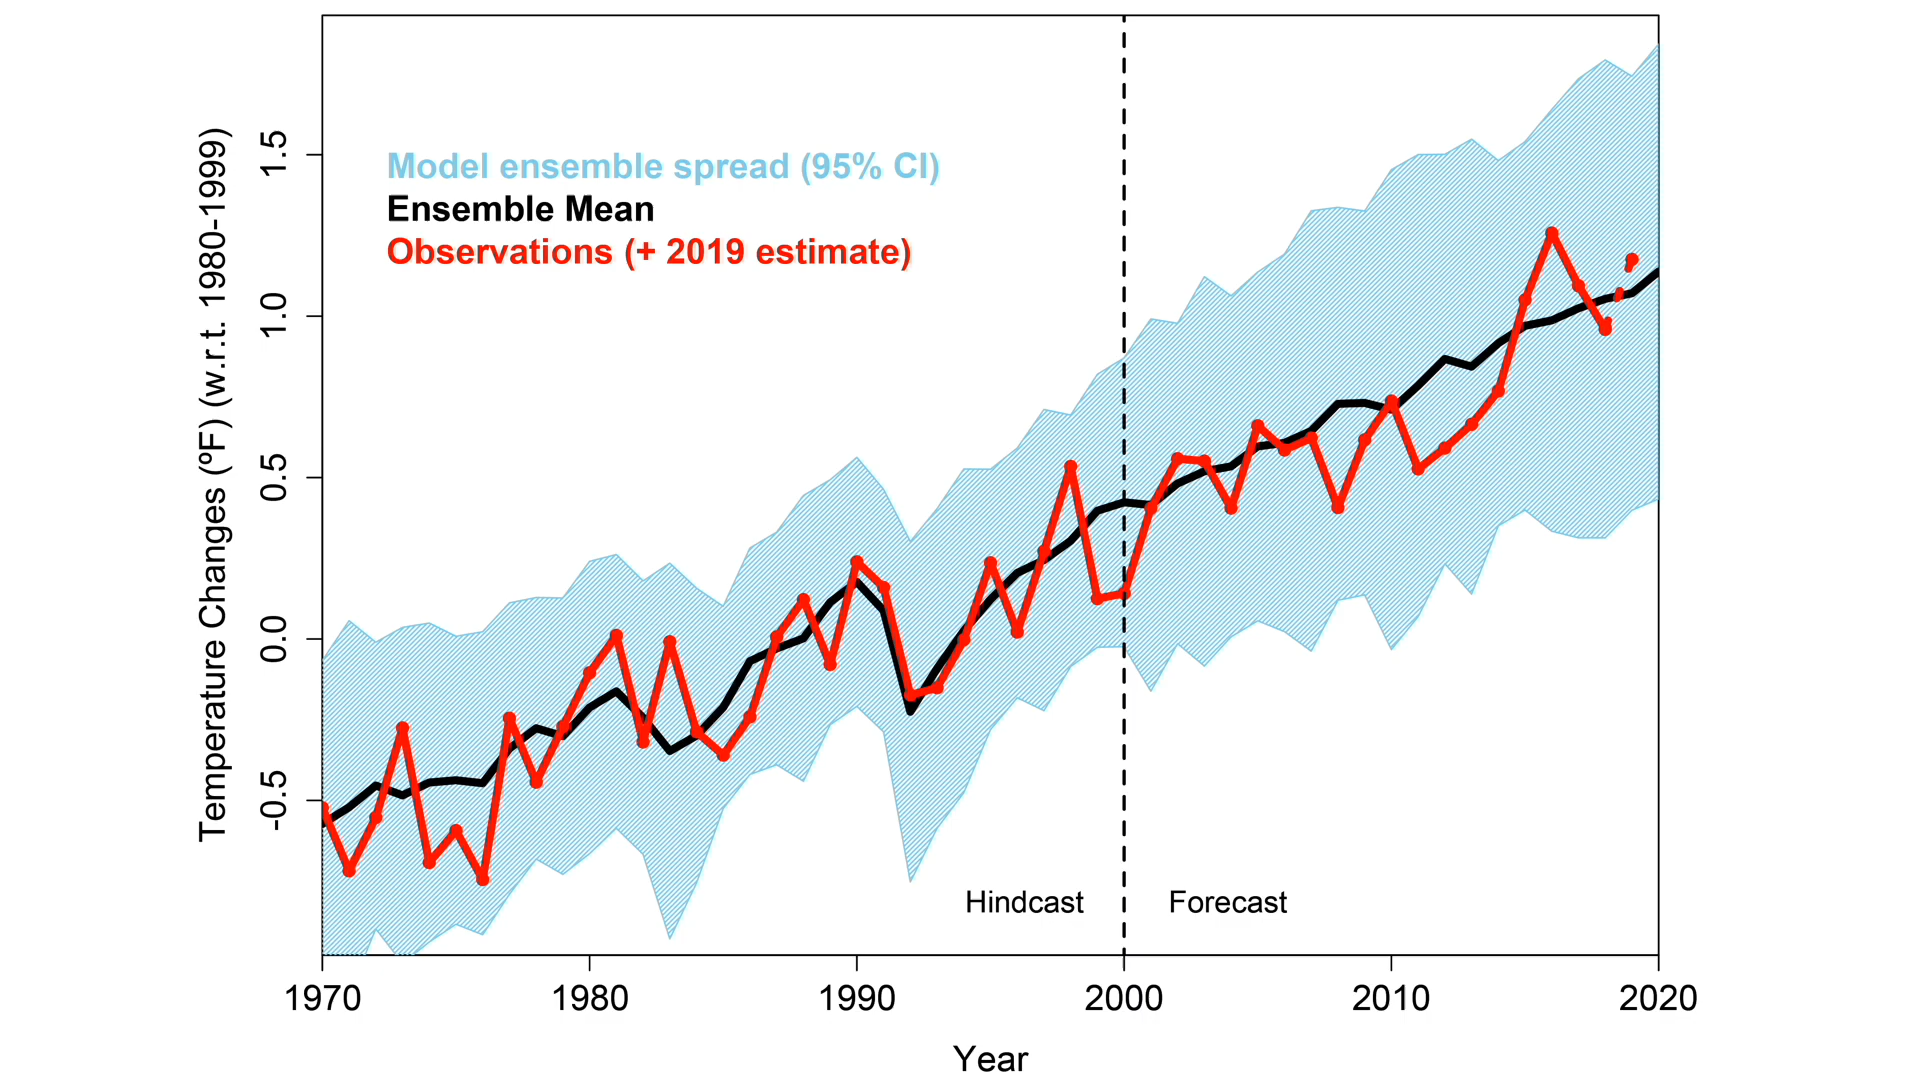 Model ensemble spread (95% CI)
Ensemble Mean
Observations (+ 2019 estimate)
Temperature Changes (ºF) (w.r.t. 1980-1999)
1.5
1.0
0.5
0.0
-0.5
Hindcast
Forecast
1970
1980
1990
2000
2010
2020
Year